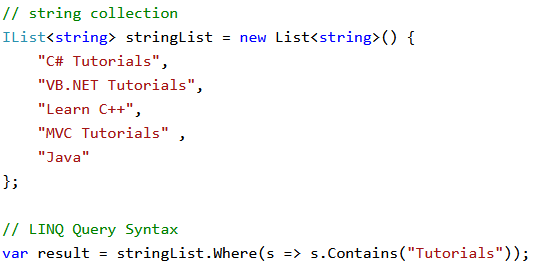 // string collection
IList<string> stringList = new List<string>() {
    "C# Tutorials",
    "VB.NET Tutorials",
    "Learn C++",
    "MVC Tutorials" ,
    "Java"
};

// LINQ Query Syntax
var result = stringList.Where(s => s.Contains("Tutorials"));